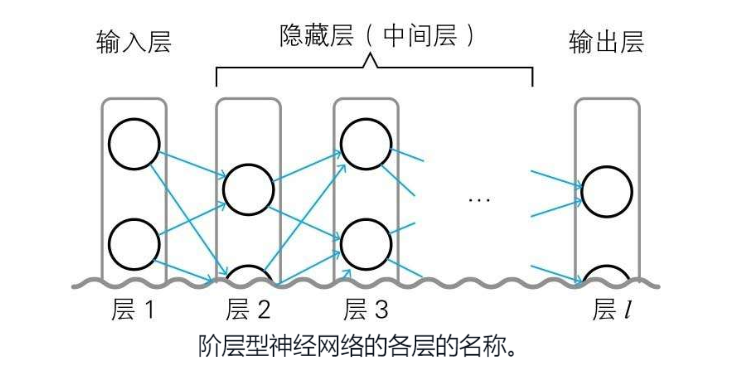 输入层 隐藏层(中间层) 输出层
...
层 1 层 2 层 3 层 l
阶层型神经网络的各层的名称。